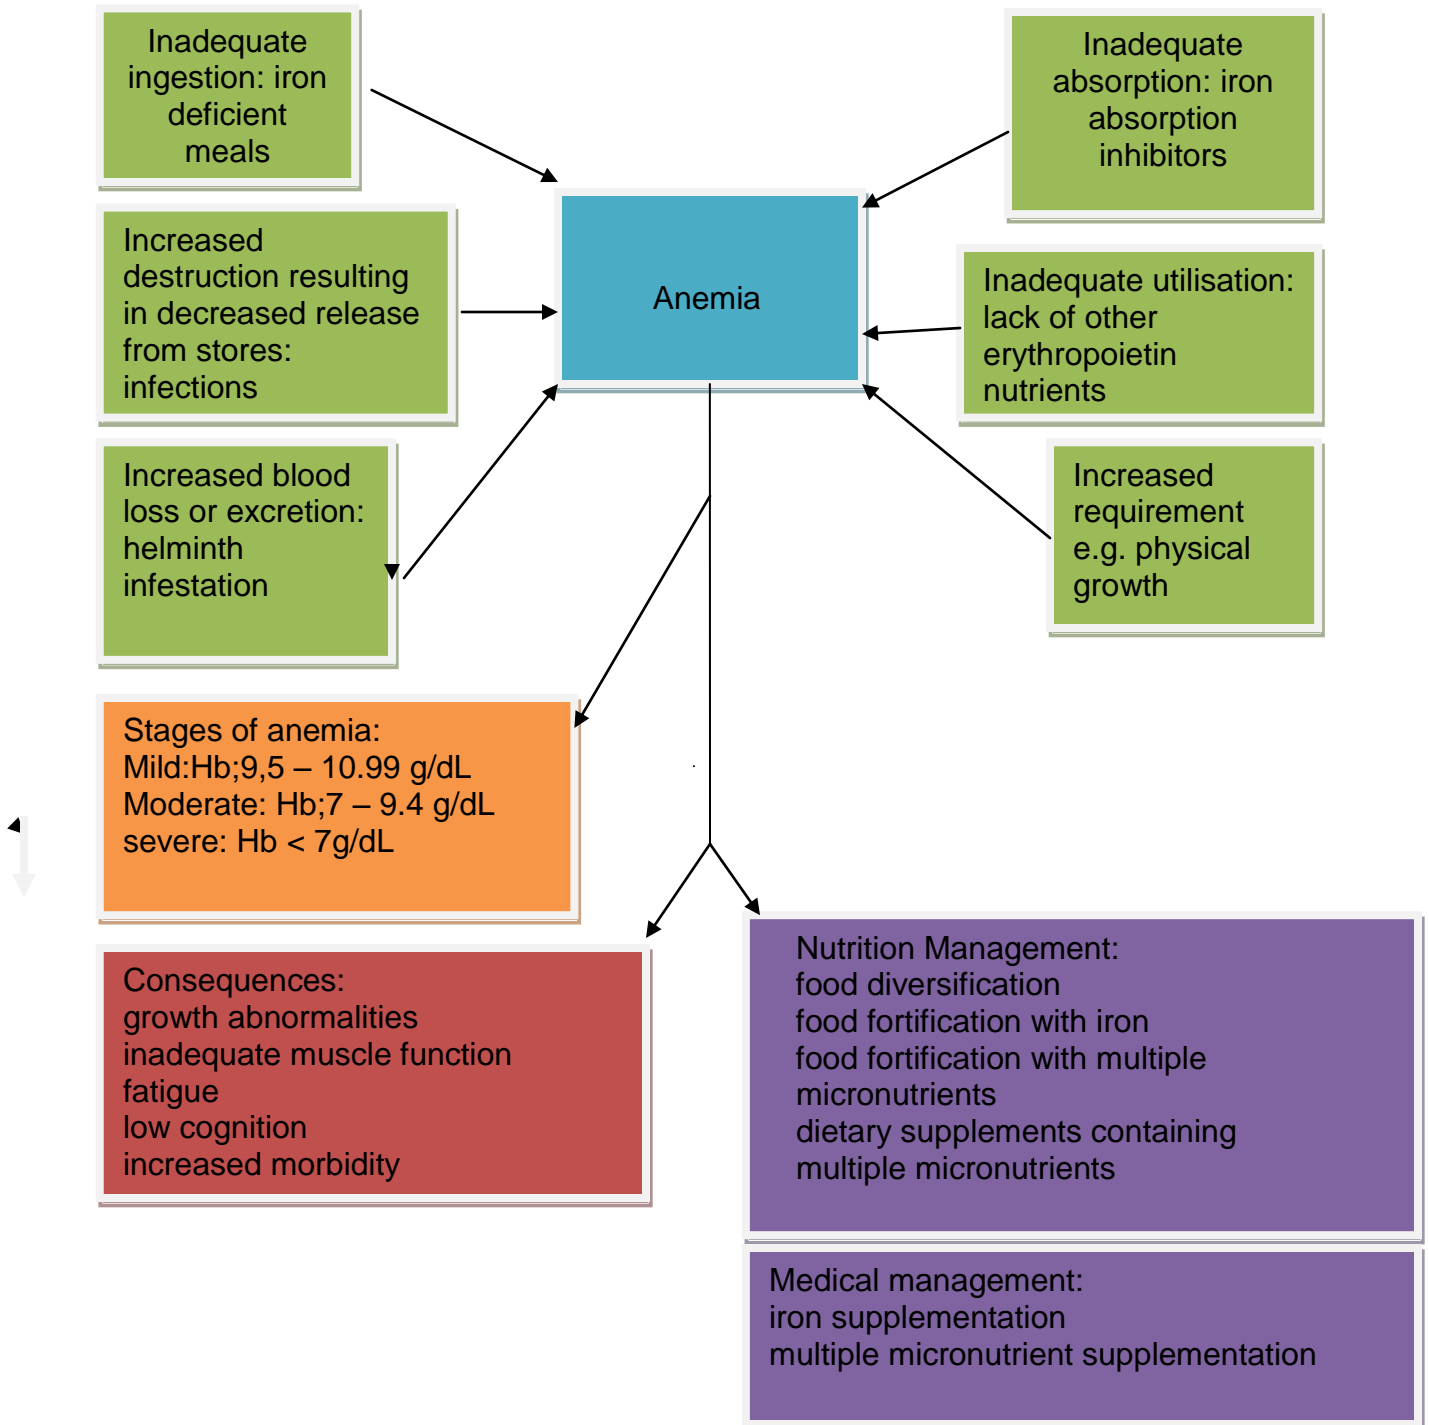 Inadequate
ingestion: iron
deficient
meals
Inadequate
absorption: iron
absorption
inhibitors
Increased
destruction resulting
in decreased release
from stores:
infections
Anemia
Inadequate utilisation:
lack of other
erythropoietin
nutrients
Increased blood
loss or excretion:
helminth
infestation
Increased
requirement
e.g. physical
growth
Stages of anemia:
Mild:Hb;9,5 – 10.99 g/dL
Moderate: Hb;7 – 9.4 g/dL
severe: Hb < 7g/dL
Consequences:
growth abnormalities
inadequate muscle function
fatigue
low cognition
increased morbidity
Nutrition Management:
food diversification
food fortification with iron
food fortification with multiple
micronutrients
dietary supplements containing
multiple micronutrients
Medical management:
iron supplementation
multiple micronutrient supplementation